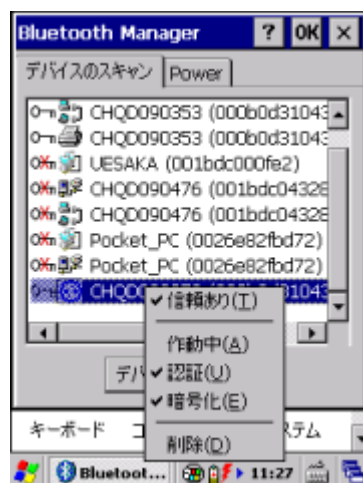 Bluetooth Manager ? OK ×
デバイスのスキャン Power
CHQD090353 (000b0d31043
CHQD090353 (000b0d31043
UESAKA (001bdc000fe2)
CHQD090476 (001bdc04328
CHQD090476 (001bdc04328
Pocket_PC (0026e82fbd72)
Pocket_PC (0026e82fbd72)
信頼あり(T)
作動中(A)
認証(U)
暗号化(E)
削除(D)
キーボード
Bluetoot... 11:27